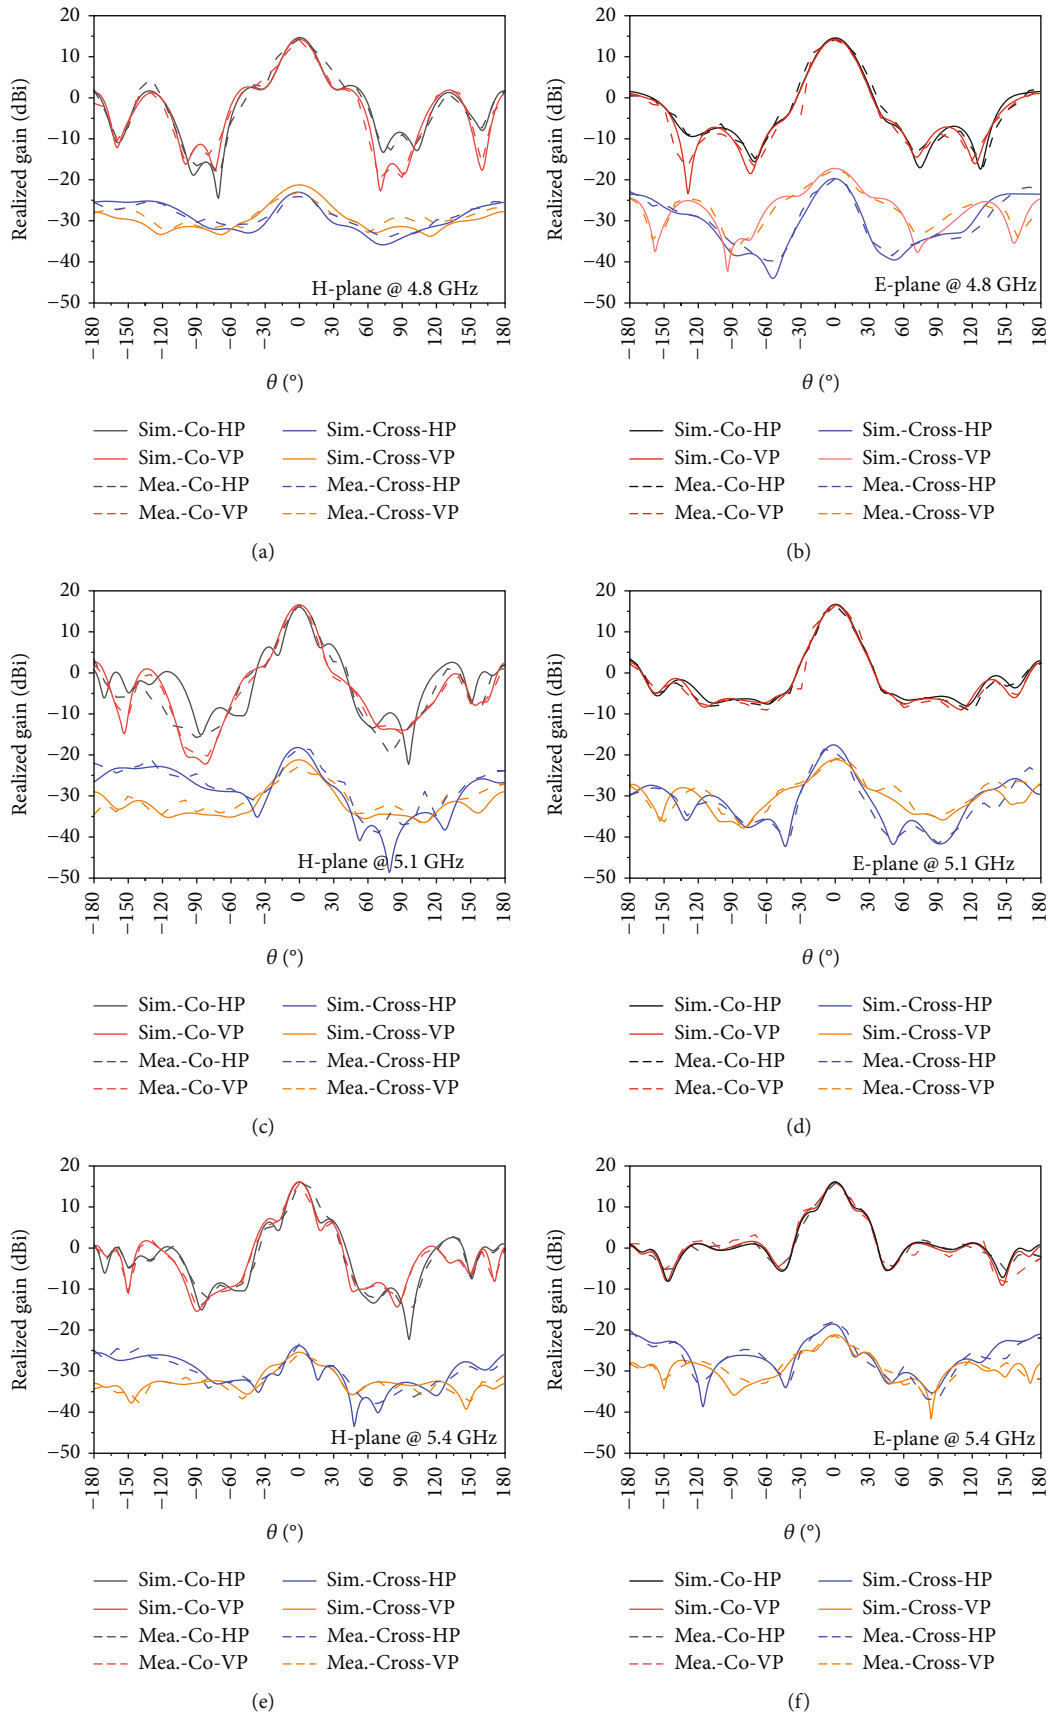 20
10
0
−10
−20
−30
−40
−50
Realized gain (dBi)
H-plane @ 4.8 GHz
−180
−150
−120
−90
−60
−30
0
30
60
90
120
150
180
θ (°)
Sim.-Co-HP
Sim.-Co-VP
Mea.-Co-HP
Mea.-Co-VP
Sim.-Cross-HP
Sim.-Cross-VP
Mea.-Cross-HP
Mea.-Cross-VP
(a)
20
10
0
−10
−20
−30
−40
−50
Realized gain (dBi)
E-plane @ 4.8 GHz
−180
−150
−120
−90
−60
−30
0
30
60
90
120
150
180
θ (°)
Sim.-Co-HP
Sim.-Co-VP
Mea.-Co-HP
Mea.-Co-VP
Sim.-Cross-HP
Sim.-Cross-VP
Mea.-Cross-HP
Mea.-Cross-VP
(b)
20
10
0
−10
−20
−30
−40
−50
Realized gain (dBi)
H-plane @ 5.1 GHz
−180
−150
−120
−90
−60
−30
0
30
60
90
120
150
180
θ (°)
Sim.-Co-HP
Sim.-Co-VP
Mea.-Co-HP
Mea.-Co-VP
Sim.-Cross-HP
Sim.-Cross-VP
Mea.-Cross-HP
Mea.-Cross-VP
(c)
20
10
0
−10
−20
−30
−40
−50
Realized gain (dBi)
E-plane @ 5.1 GHz
−180
−150
−120
−90
−60
−30
0
30
60
90
120
150
180
θ (°)
Sim.-Co-HP
Sim.-Co-VP
Mea.-Co-HP
Mea.-Co-VP
Sim.-Cross-HP
Sim.-Cross-VP
Mea.-Cross-HP
Mea.-Cross-VP
(d)
20
10
0
−10
−20
−30
−40
−50
Realized gain (dBi)
H-plane @ 5.4 GHz
−180
−150
−120
−90
−60
−30
0
30
60
90
120
150
180
θ (°)
Sim.-Co-HP
Sim.-Co-VP
Mea.-Co-HP
Mea.-Co-VP
Sim.-Cross-HP
Sim.-Cross-VP
Mea.-Cross-HP
Mea.-Cross-VP
(e)
20
10
0
−10
−20
−30
−40
−50
Realized gain (dBi)
E-plane @ 5.4 GHz
−180
−150
−120
−90
−60
−30
0
30
60
90
120
150
180
θ (°)
Sim.-Co-HP
Sim.-Co-VP
Mea.-Co-HP
Mea.-Co-VP
Sim.-Cross-HP
Sim.-Cross-VP
Mea.-Cross-HP
Mea.-Cross-VP
(f)